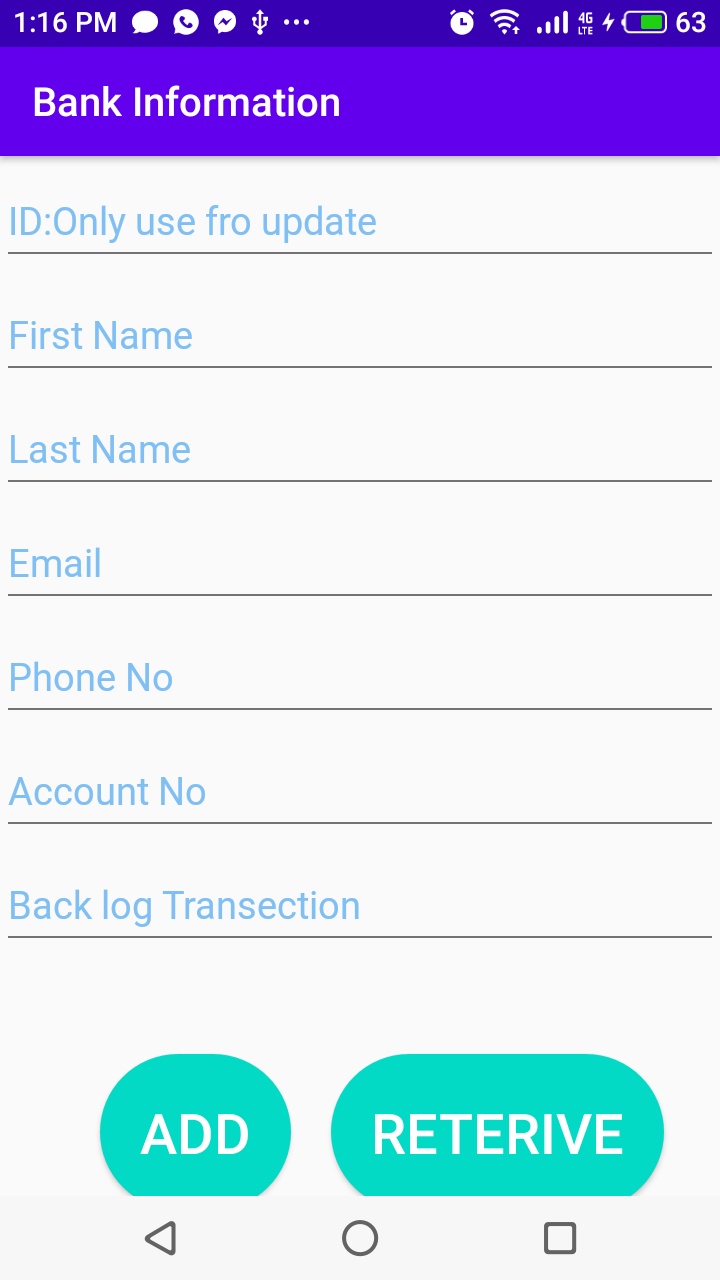 1:16 PM 4G LTE 63
Bank Information
ID:Only use fro update
First Name
Last Name
Email
Phone No
Account No
Back log Transection
ADD RETERIVE